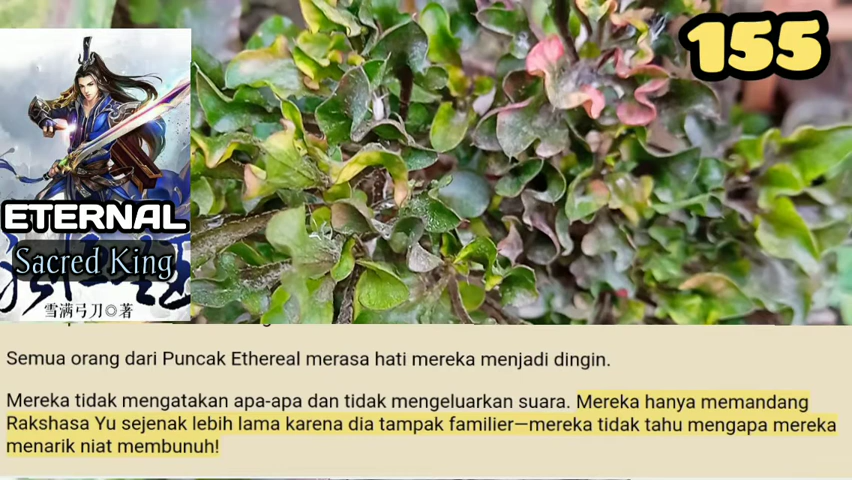 155
ETERNAL
Sacred King
雪满弓刀◎著
Semua orang dari Puncak Ethereal merasa hati mereka menjadi dingin.
Mereka tidak mengatakan apa-apa dan tidak mengeluarkan suara. Mereka hanya memandang
Rakshasa Yu sejenak lebih lama karena dia tampak familier—mereka tidak tahu mengapa mereka
menarik niat membunuh!